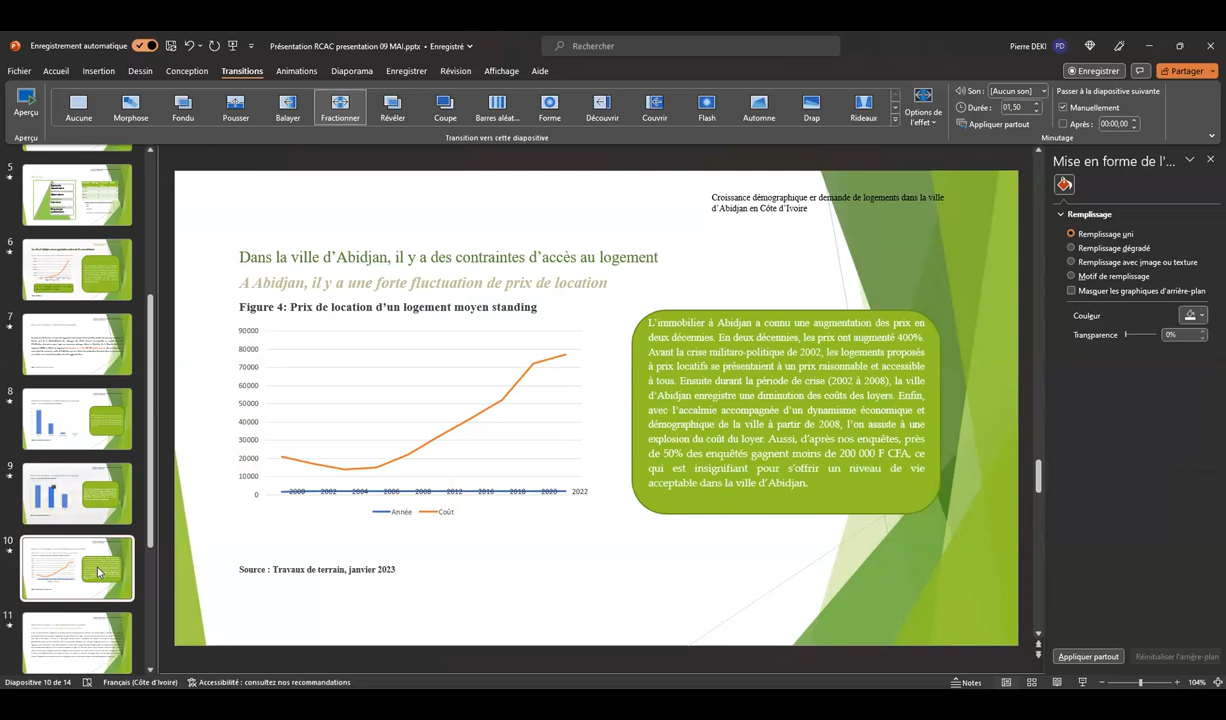 Enregistrement automatique
Présentation RCAC presentation 09 MAI.pptx • Enregistré
Rechercher
Pierre DEKI
PD
Fichier
Accueil
Insertion
Dessin
Conception
Transitions
Animations
Diaporama
Enregistrer
Révision
Affichage
Aide
Enregistrer
Partager
Aperçu
Aucune
Morphose
Fondu
Pousser
Balayer
Fractionner
Révéler
Coupe
Barres aléat...
Forme
Découvrir
Couvrir
Flash
Automne
Drap
Rideaux
Options de
l'effet
Son : [Aucun son]
Durée : 01,50
Appliquer partout
Passer à la diapositive suivante
Manuellement
Après : 00:00,00
Aperçu
Transition vers cette diapositive
Minutage
5
6
7
8
9
10
11
Croissance démographique er demande de logements dans la ville
d'Abidjan en Côte d'Ivoire
Dans la ville d'Abidjan, il y a des contraintes d'accès au logement
A Abidjan, il y a une forte fluctuation de prix de location
Figure 4: Prix de location d'un logement moyen standing
90000
80000
70000
60000
50000
40000
30000
20000
10000
0
2000 2002 2004 2006 2008 2012 2016 2018 2020 2022
Année Coût
L'immobilier à Abidjan a connu une augmentation des prix en
deux décennies. En deux décennies, les prix ont augmenté 400%.
Avant la crise militaro-politique de 2002, les logements proposés
à prix locatifs se présentaient à un prix raisonnable et accessible
à tous. Ensuite durant la période de crise (2002 à 2008), la ville
d'Abidjan enregistre une diminution des coûts des loyers. Enfin,
avec l'accalmie accompagnée d'un dynamisme économique et
démographique de la ville à partir de 2008, l'on assiste à une
explosion du coût du loyer. Aussi, d'après nos enquêtes, près
de 50% des enquêtés gagnent moins de 200 000 F CFA, ce
qui est insignifiant pour s'offrir un niveau de vie
acceptable dans la ville d'Abidjan.
Source : Travaux de terrain, janvier 2023
Mise en forme de l'...
Remplissage
Remplissage uni
Remplissage dégradé
Remplissage avec image ou texture
Motif de remplissage
Masquer les graphiques d'arrière-plan
Couleur
Transparence
0%
Appliquer partout
Réinitialiser l'arrière-plan
Diapositive 10 de 14
Français (Côte d'Ivoire)
Accessibilité : consultez nos recommandations
Notes
104%